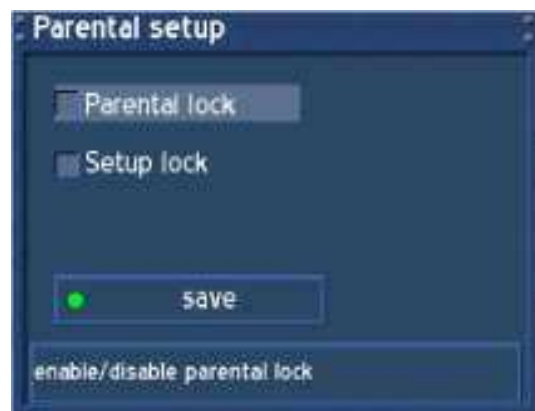 Parental setup
Parental lock
Setup lock
save
enable/disable parental lock